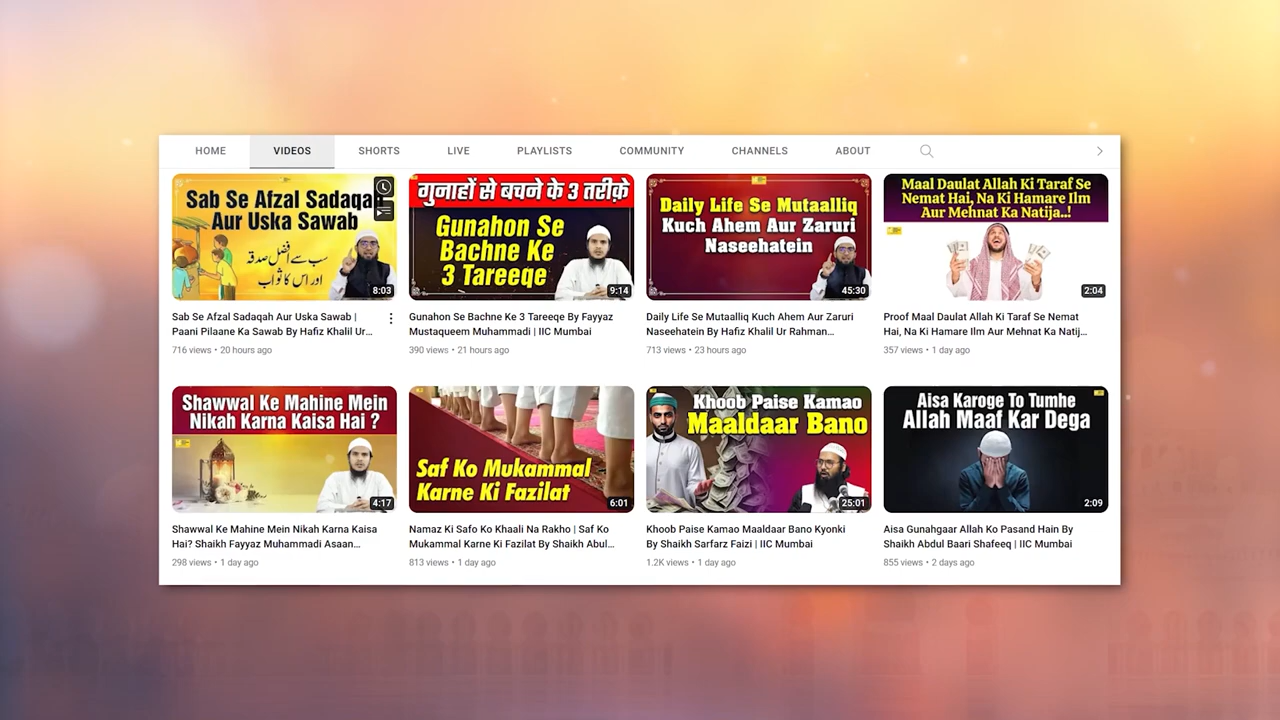 HOME VIDEOS SHORTS LIVE PLAYLISTS COMMUNITY CHANNELS ABOUT
Sab Se Afzal Sadaqah
Aur Uska Sawab
سب سے افضل صدقہ
اور اس کا ثواب
8:03
Sab Se Afzal Sadaqah Aur Uska Sawab |
Paani Pilaane Ka Sawab By Hafiz Khalil Ur...
716 views • 20 hours ago
गुनाहों से बचने के 3 तरीक़े
Gunahon Se
Bachne Ke
3 Tareeqe
9:14
Gunahon Se Bachne Ke 3 Tareeqe By Fayyaz
Mustaqueem Muhammadi | IIC Mumbai
390 views • 21 hours ago
Daily Life Se Mutaalliq
Kuch Ahem Aur Zaruri
Naseehatein
45:30
Daily Life Se Mutaalliq Kuch Ahem Aur Zaruri
Naseehatein By Hafiz Khalil Ur Rahman...
713 views • 23 hours ago
Maal Daulat Allah Ki Taraf Se
Nemat Hai, Na Ki Hamare Ilm
Aur Mehnat Ka Natija..!
2:04
Proof Maal Daulat Allah Ki Taraf Se Nemat
Hai, Na Ki Hamare Ilm Aur Mehnat Ka Natij...
357 views • 1 day ago
Shawwal Ke Mahine Mein
Nikah Karna Kaisa Hai ?
4:17
Shawwal Ke Mahine Mein Nikah Karna Kaisa
Hai? Shaikh Fayyaz Muhammadi Asaan...
298 views • 1 day ago
Saf Ko Mukammal
Karne Ki Fazilat
6:01
Namaz Ki Safo Ko Khaali Na Rakho | Saf Ko
Mukammal Karne Ki Fazilat By Shaikh Abul...
813 views • 1 day ago
Khoob Paise Kamao
Maaldaar Bano
25:01
Khoob Paise Kamao Maaldaar Bano Kyonki
By Shaikh Sarfarz Faizi | IIC Mumbai
1.2K views • 1 day ago
Aisa Karoge To Tumhe
Allah Maaf Kar Dega
2:09
Aisa Gunahgaar Allah Ko Pasand Hain By
Shaikh Abdul Baari Shafeeq | IIC Mumbai
855 views • 2 days ago